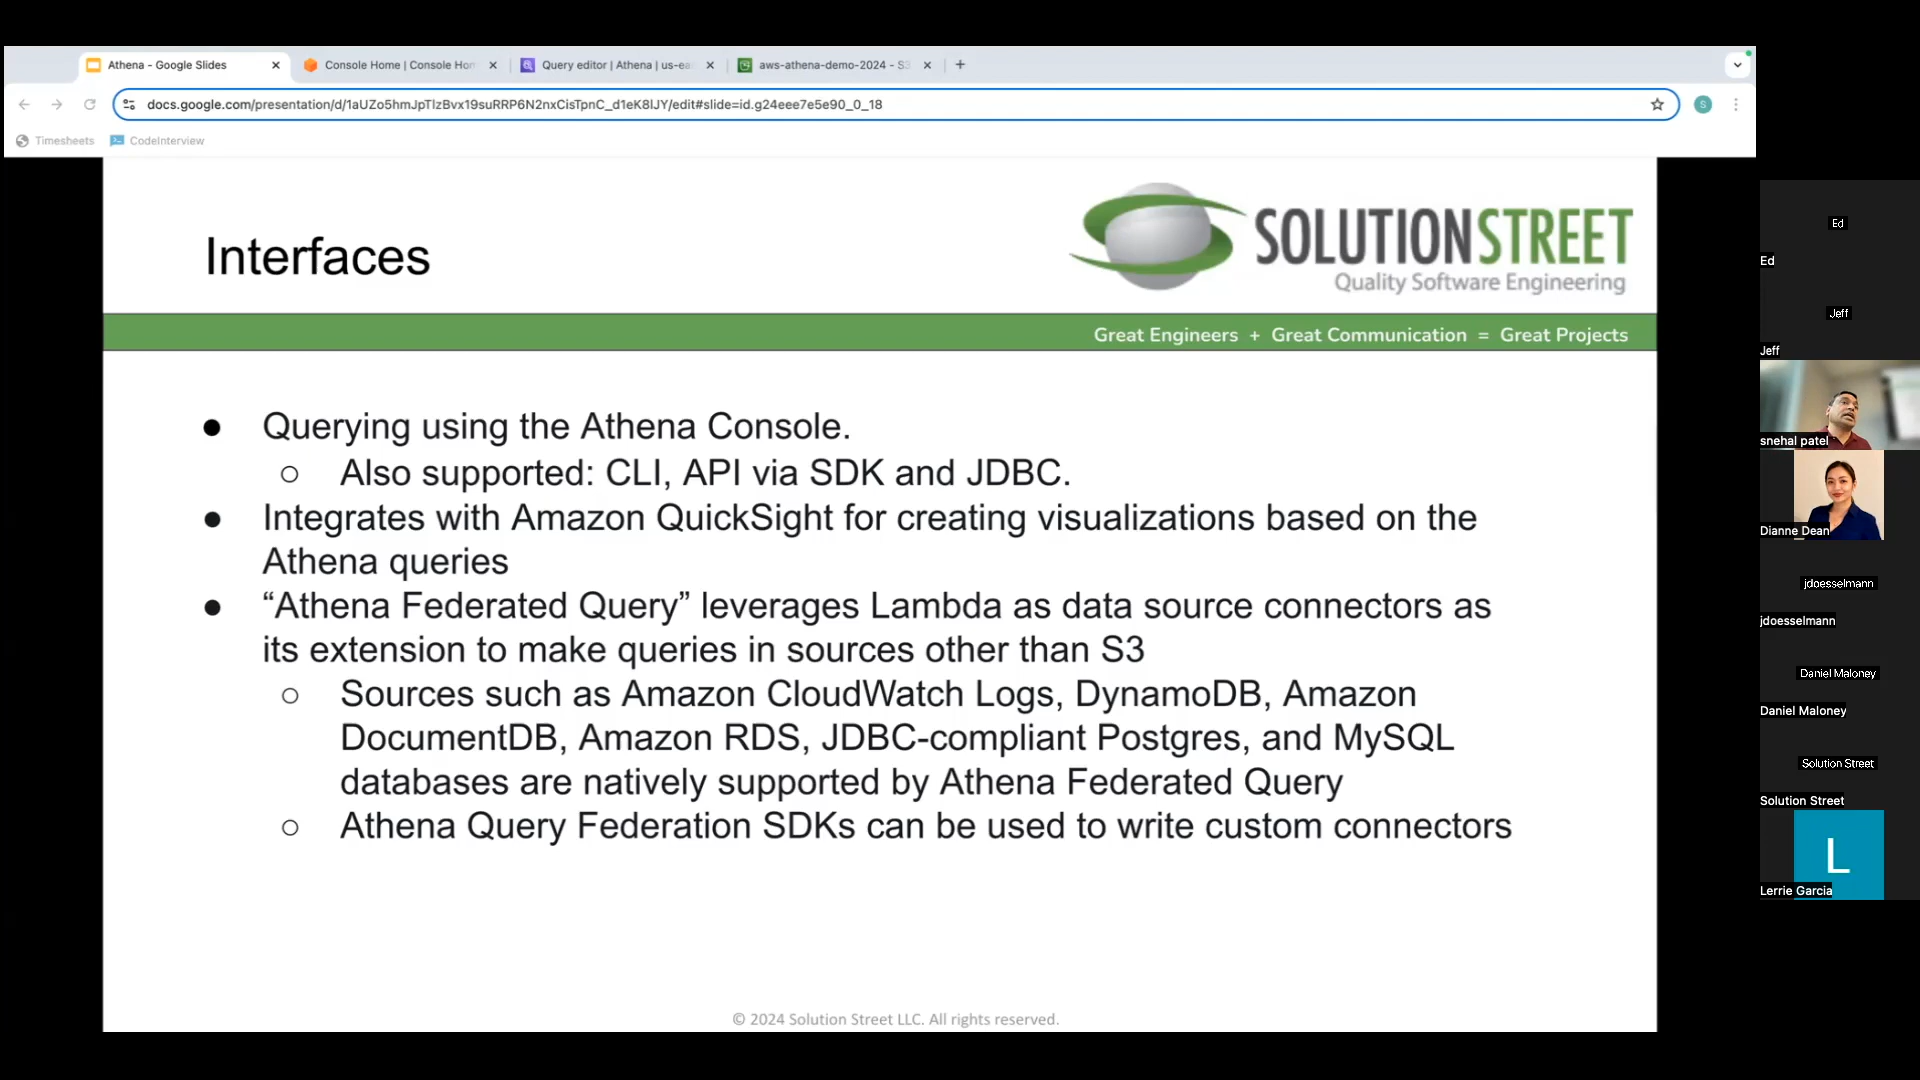 Athena - Google Slides
Console Home | Console Hom
Query editor | Athena | us-ea
aws-athena-demo-2024 - S3
docs.google.com/presentation/d/1aUZo5hmJpTlzBvx19suRRP6N2nxCisTpnC_d1eK8lJY/edit#slide=id.g24eee7e5e90_0_18
S
Timesheets
CodeInterview
Interfaces
SOLUTIONSTREET
Quality Software Engineering
Great Engineers + Great Communication = Great Projects
● Querying using the Athena Console.
○ Also supported: CLI, API via SDK and JDBC.
● Integrates with Amazon QuickSight for creating visualizations based on the
Athena queries
● “Athena Federated Query” leverages Lambda as data source connectors as
its extension to make queries in sources other than S3
○ Sources such as Amazon CloudWatch Logs, DynamoDB, Amazon
DocumentDB, Amazon RDS, JDBC-compliant Postgres, and MySQL
databases are natively supported by Athena Federated Query
○ Athena Query Federation SDKs can be used to write custom connectors
© 2024 Solution Street LLC. All rights reserved.
Ed
Ed
Jeff
Jeff
snehal patel
Dianne Dean
jdoesselmann
jdoesselmann
Daniel Maloney
Daniel Maloney
Solution Street
Solution Street
L
Lerrie Garcia